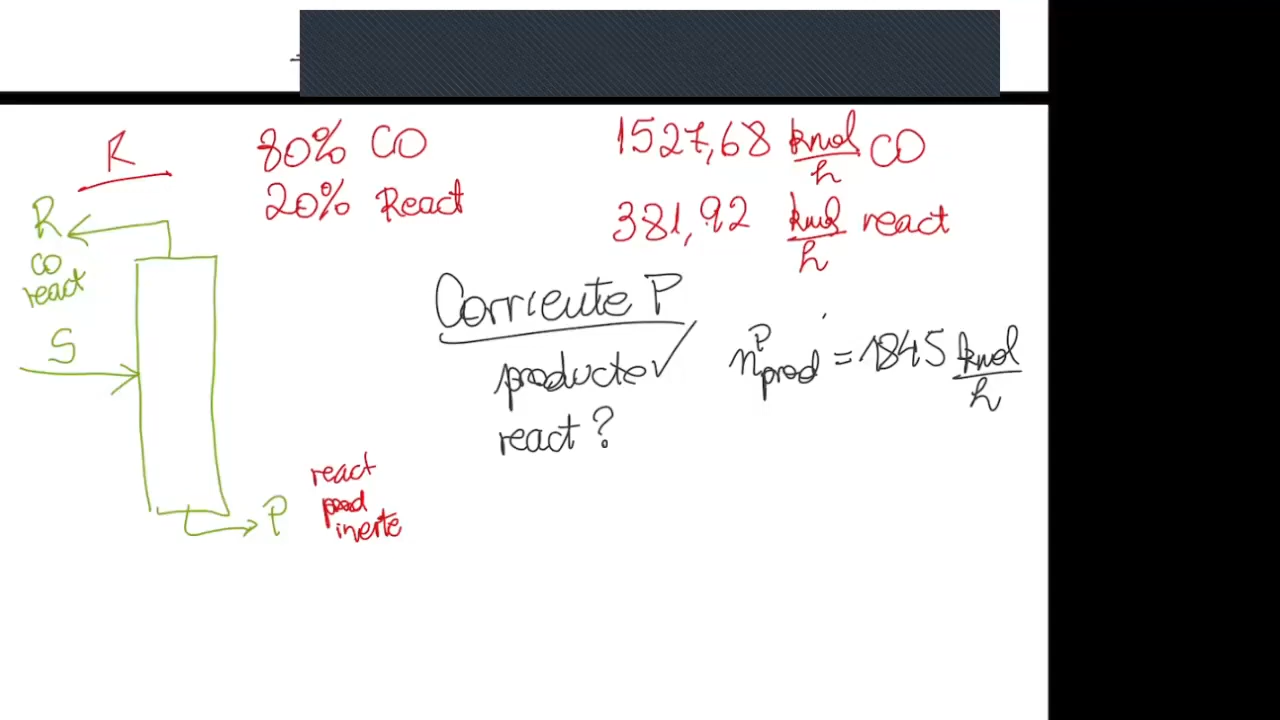 R
80% CO
1527,68 kmol/h CO
20% React
381,92 kmol/h react
R
CO
react
S
Corriente P
producto ✓
n^P_prod = 1845 kmol/h
react ?
P
react
prod
inerte